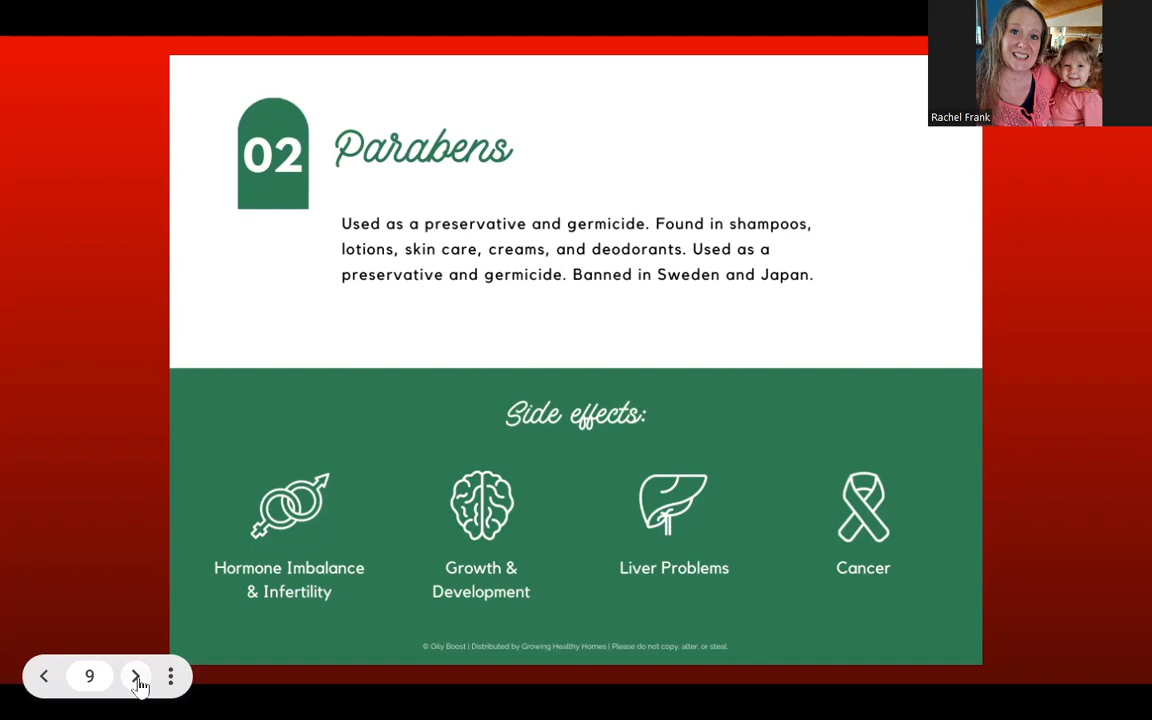 02
Parabens
Used as a preservative and germicide. Found in shampoos,
lotions, skin care, creams, and deodorants. Used as a
preservative and germicide. Banned in Sweden and Japan.
Side effects:
Hormone Imbalance
& Infertility
Growth &
Development
Liver Problems
Cancer
© Oily Boost | Distributed by Growing Healthy Homes | Please do not copy, alter, or steal.
9
Rachel Frank